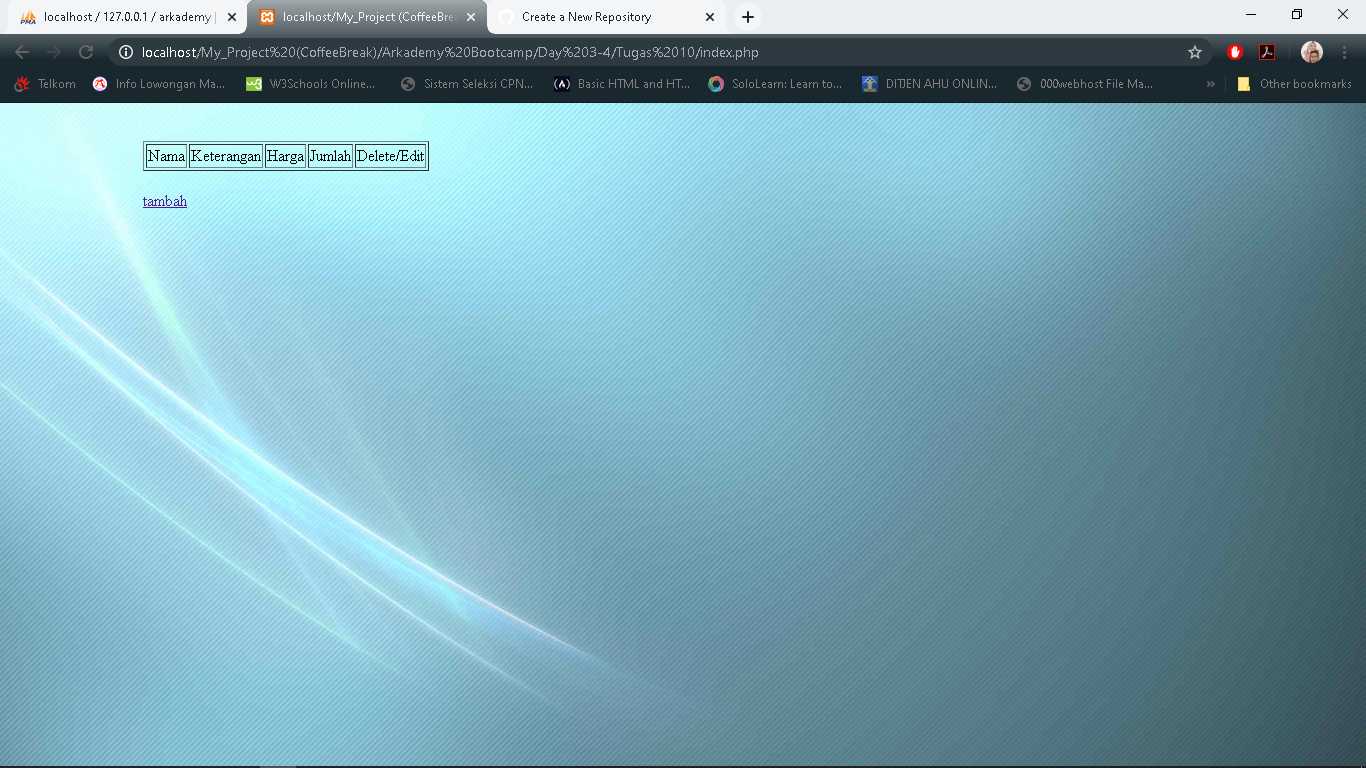 localhost / 127.0.0.1 / arkademy |
localhost/My_Project (CoffeeBrea
Create a New Repository
localhost/My_Project%20(CoffeeBreak)/Arkademy%20Bootcamp/Day%203-4/Tugas%2010/index.php
Telkom Info Lowongan Ma... W3Schools Online... Sistem Seleksi CPN... Basic HTML and HT... SoloLearn: Learn to... DITJEN AHU ONLIN... 000webhost File Ma... » Other bookmarks
Nama Keterangan Harga Jumlah Delete/Edit
tambah